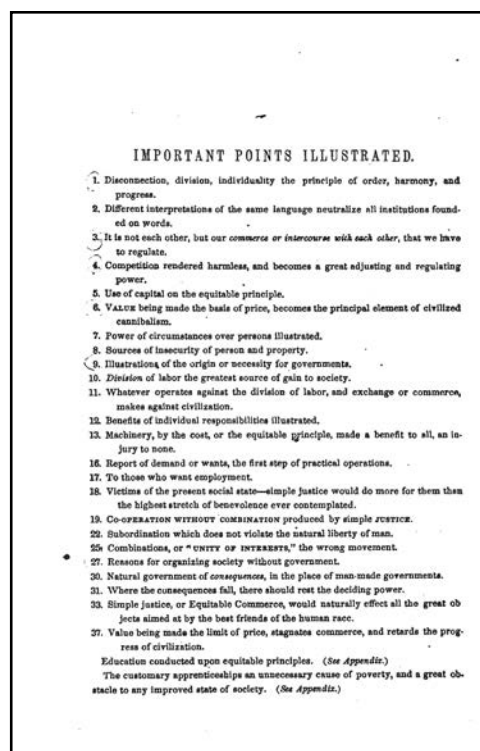 IMPORTANT POINTS ILLUSTRATED.
1. Disconnection, division, individuality the principle of order, harmony, and
progress.
2. Different interpretations of the same language neutralize all institutions found-
ed on words.
3. It is not each other, but our commerce or intercourse with each other, that we have
to regulate.
4. Competition rendered harmless, and becomes a great adjusting and regulating
power.
5. Use of capital on the equitable principle.
6. VALUE being made the basis of price, becomes the principal element of civilized
cannibalism.
7. Power of circumstances over persons illustrated.
8. Sources of insecurity of person and property.
9. Illustrations of the origin or necessity for governments.
10. Division of labor the greatest source of gain to society.
11. Whatever operates against the division of labor, and exchange or commerce,
makes against civilization.
12. Benefits of individual responsibilities illustrated.
13. Machinery, by the cost, or the equitable principle, made a benefit to all, an in-
jury to none.
16. Report of demand or wants, the first step of practical operations.
17. To those who want employment.
18. Victims of the present social state—simple justice would do more for them than
the highest stretch of benevolence ever contemplated.
19. CO-OPERATION WITHOUT COMBINATION produced by simple JUSTICE.
22. Subordination which does not violate the natural liberty of man.
25. Combinations, or "UNITY OF INTERESTS," the wrong movement.
27. Reasons for organizing society without government.
30. Natural government of consequences, in the place of man-made governments.
31. Where the consequences fall, there should rest the deciding power.
33. Simple justice, or Equitable Commerce, would naturally effect all the great ob
jects aimed at by the best friends of the human race.
37. Value being made the limit of price, stagnates commerce, and retards the prog-
ress of civilization.
Education conducted upon equitable principles. (See Appendix.)
The customary apprenticeships an unnecessary cause of poverty, and a great ob-
stacle to any improved state of society. (See Appendix.)